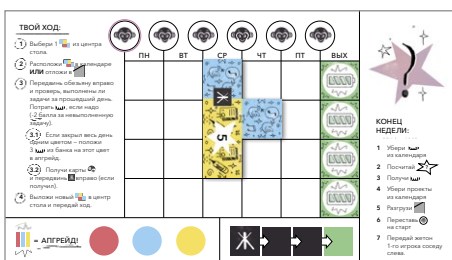 ТВОЙ ХОД:
1 Выбери 1 из центра
стола.
2 Расположи в календаре
ИЛИ отложи в
3 Передвинь обезьяну вправо
и проверь, выполнены ли
задачи за прошедший день.
Потрать, если надо
(-2 балла за невыполненную
задачу).
3.1 Если закрыл весь день
одним цветом – положи
3 из банка на этот цвет
в апгрейд.
3.2 Получи карты
и передвинь вправо (если
получил).
4 Выложи новый в центр
стола и передай ход.
ПН ВТ СР ЧТ ПТ ВЫХ
Ж
5
КОНЕЦ
НЕДЕЛИ:
1 Убери
из календаря
2 Посчитай
3 Получи
4 Убери проекты
из календаря
5 Разгрузи
6 Переставь
на старт
7 Передай жетон
1-го игрока соседу
слева.
= АПГРЕЙД!
Ж